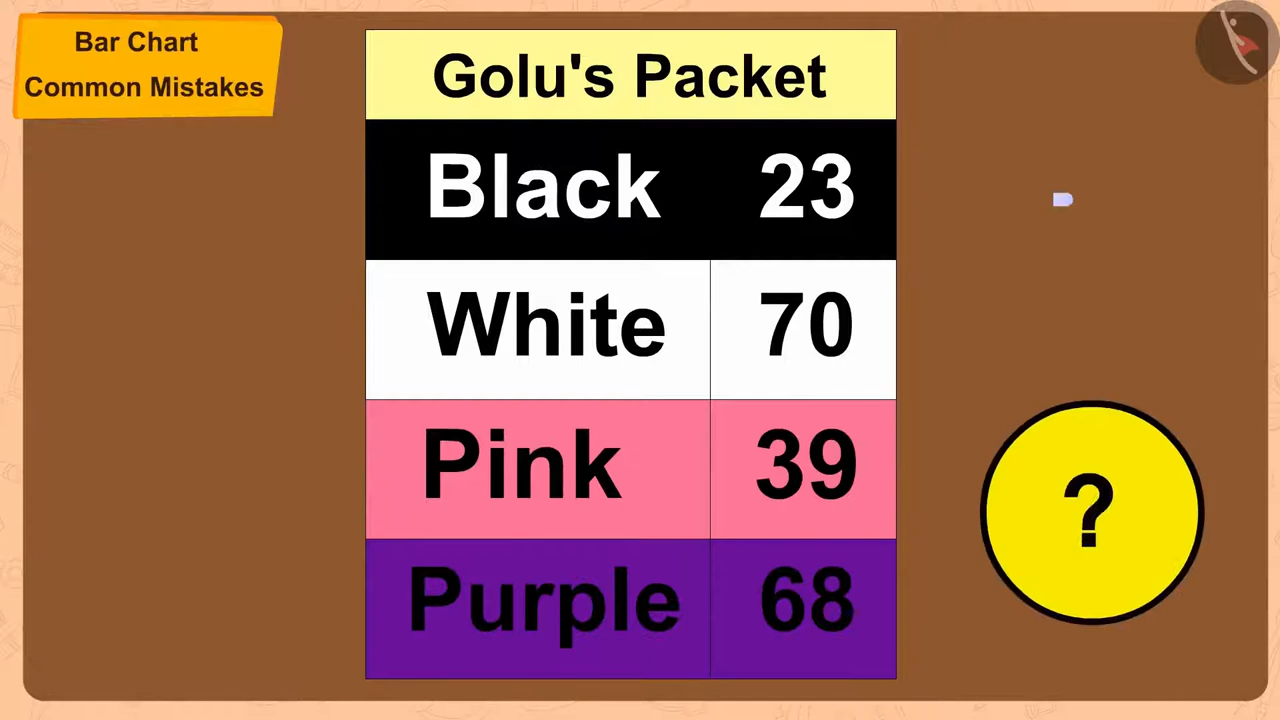 Bar Chart
Common Mistakes
Golu's Packet
Black 23
White 70
Pink 39
Purple 68
?